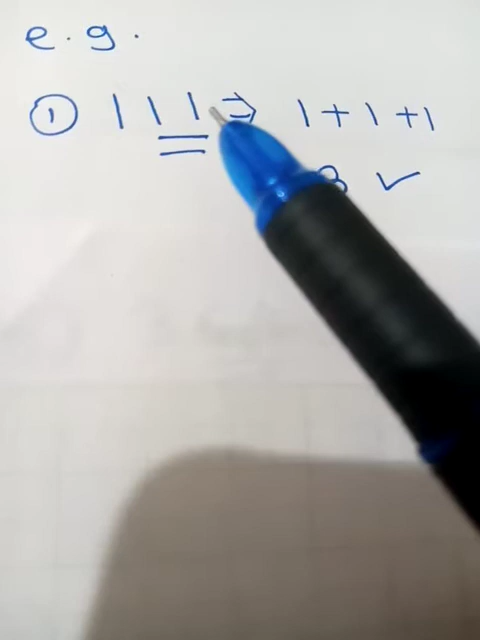 e.g.
① 111 ⇒ 1+1+1
3 ✓